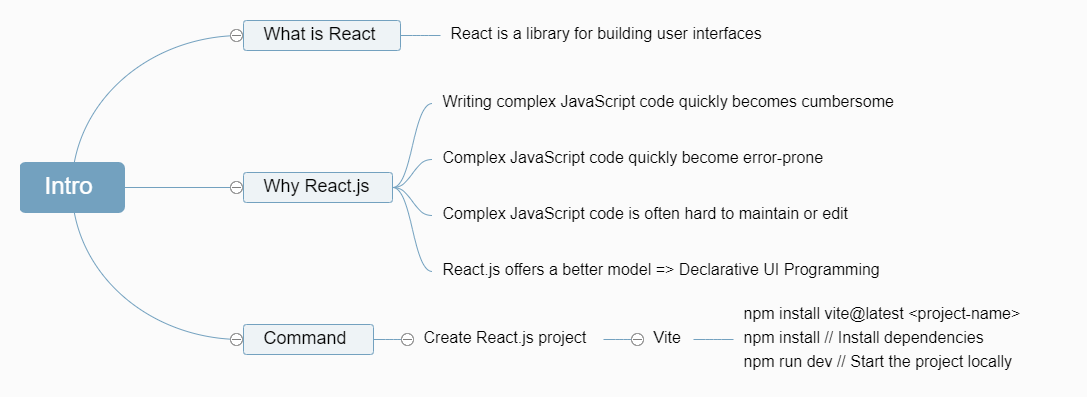 Intro
What is React
React is a library for building user interfaces
Why React.js
Writing complex JavaScript code quickly becomes cumbersome
Complex JavaScript code quickly become error-prone
Complex JavaScript code is often hard to maintain or edit
React.js offers a better model => Declarative UI Programming
Command
Create React.js project
Vite
npm install vite@latest <project-name>
npm install // Install dependencies
npm run dev // Start the project locally